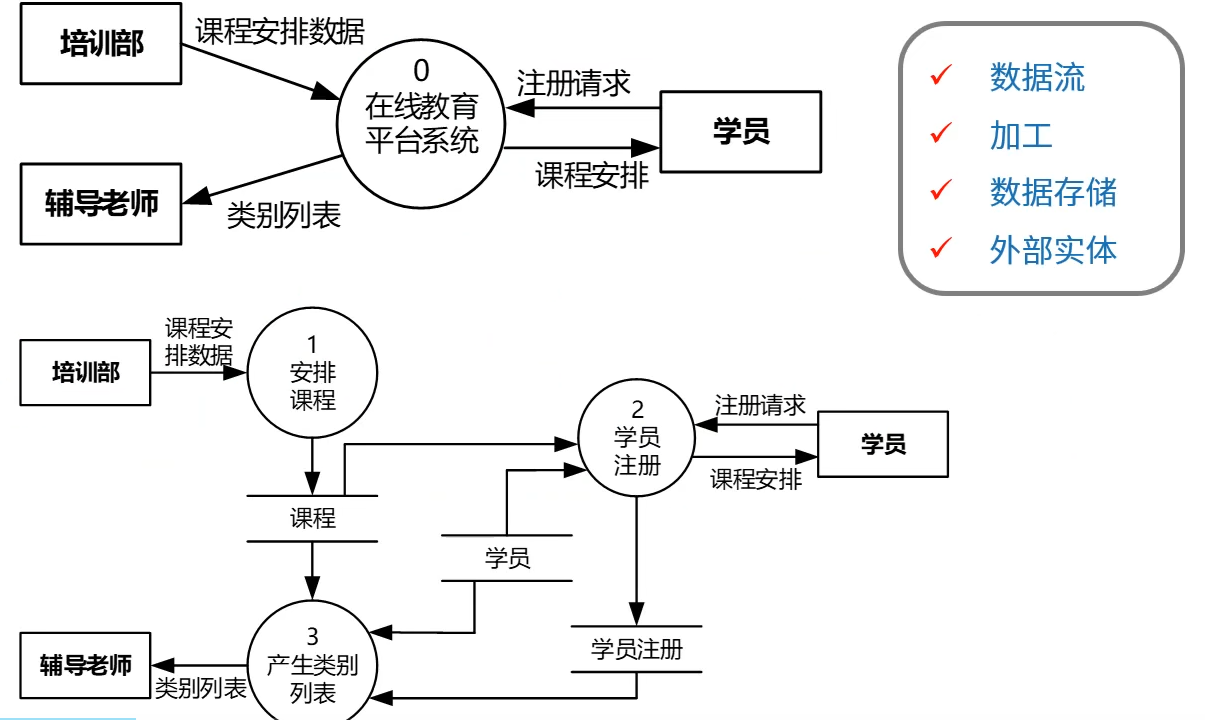 培训部
课程安排数据
0
在线教育
平台系统
注册请求
学员
课程安排
辅导老师
类别列表
数据流
加工
数据存储
外部实体
培训部
课程安
排数据
1
安排
课程
2
学员
注册
注册请求
学员
课程安排
课程
学员
学员注册
3
产生类别
列表
辅导老师
类别列表